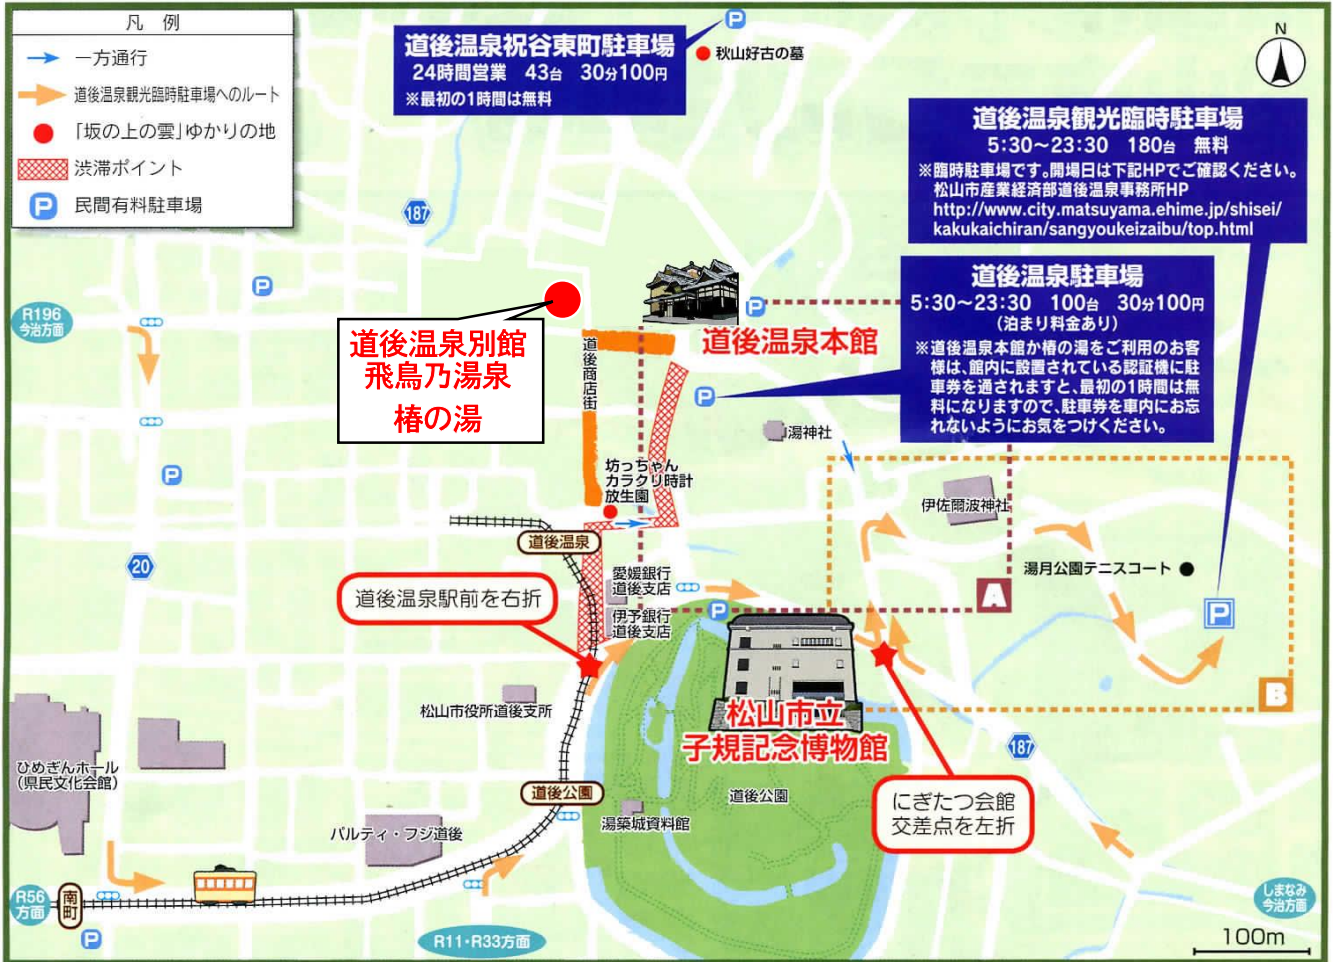 凡 例
一方通行
道後温泉観光臨時駐車場へのルート
「坂の上の雲」ゆかりの地
渋滞ポイント
P
民間有料駐車場
道後温泉祝谷東町駐車場
24時間営業 43台 30分100円
※最初の1時間は無料
P
秋山好古の墓
N
道後温泉観光臨時駐車場
5:30〜23:30 180台 無料
※臨時駐車場です。開場日は下記HPでご確認ください。
松山市産業経済部道後温泉事務所HP
http://www.city.matsuyama.ehime.jp/shisei/
kakukaichiran/sangyoukeizaibu/top.html
187
P
R196
今治方面
道後温泉別館
飛鳥乃湯泉
椿の湯
道後商店街
道後温泉本館
P
道後温泉駐車場
5:30〜23:30 100台 30分100円
(泊まり料金あり)
※道後温泉本館か椿の湯をご利用のお客
様は、館内に設置されている認証機に駐
車券を通されますと、最初の1時間は無
料になりますので、駐車券を車内にお忘
れないようにお気をつけください。
P
P
湯神社
坊っちゃん
カラクリ時計
放生園
伊佐爾波神社
道後温泉
20
愛媛銀行
道後支店
湯月公園テニスコート
A
P
道後温泉駅前を右折
伊予銀行
道後支店
P
B
松山市役所道後支所
松山市立
子規記念博物館
187
ひめぎんホール
(県民文化会館)
道後公園
道後公園
にぎたつ会館
交差点を左折
パルティ・フジ道後
湯築城資料館
R56
方面
南町
P
R11・R33方面
しまなみ
今治方面
100m